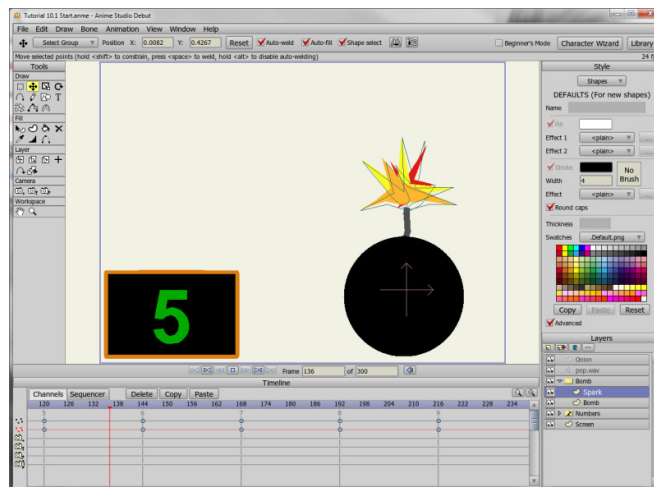 Tutorial 10.1 Start.anme - Anime Studio Debut
File Edit Draw Bone Animation View Window Help
Select Group Position X: 0.0082 Y: 0.4267 Reset Auto-weld Auto-fill Shape select Beginner's Mode Character Wizard Library
Move selected points (hold <shift> to constrain, press <space> to weld, hold <alt> to disable auto-welding) 24 f
Tools
Draw
Fill
Layer
Camera
Workspace
5
Style
Shapes
DEFAULTS (For new shapes)
Name
Fill
Effect 1 <plain>
Effect 2 <plain>
Stroke
No Brush
Width 4
Effect <plain>
Round caps
Thickness
Swatches Default.png
Copy Paste Reset
Advanced
Layers
Onion
pop.wav
Bomb
Spark
Bomb
Numbers
Screen
Frame 136 of 300
Timeline
Channels Sequencer Delete Copy Paste
120 126 132 138 144 150 156 162 168 174 180 186 192 198 204 210 216 222 228 234
5 6 7 8 9